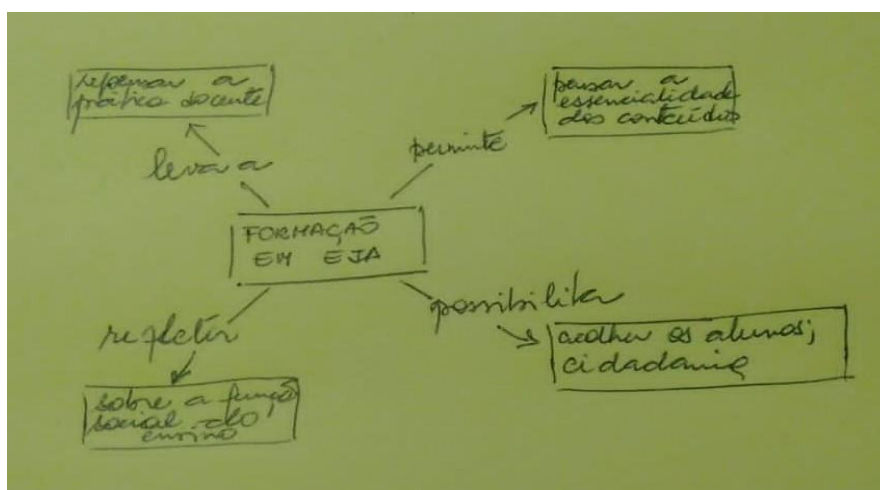 repensar a
prática docente
leva a
permite
pensar a
essencialidade
dos conteúdos
FORMAÇÃO
EM EJA
refletir
sobre a função
social do
ensino
possibilita
acolher os alunos;
cidadania